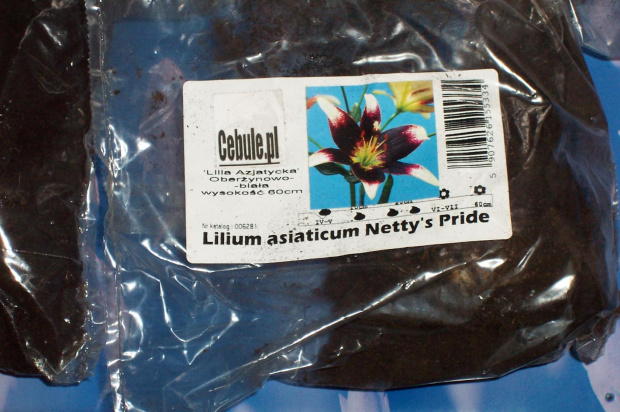 Cebule.pl
'Lilia Azjatycka'
Oberżynowo-
-biała
wysokość 60cm
Nr katalog.: 006281
IV-V
VI-VII
60cm
Lilium asiaticum Netty's Pride